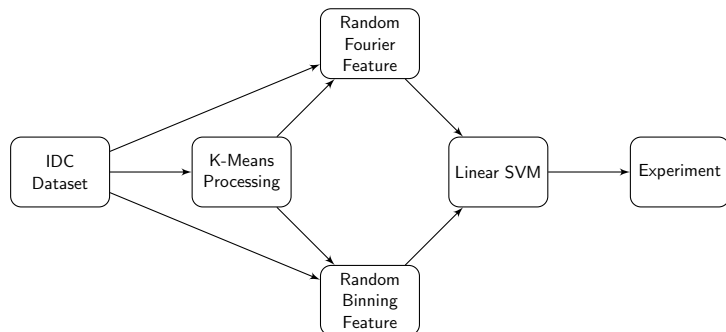 Random
Fourier
Feature
IDC
Dataset
K-Means
Processing
Linear SVM
Experiment
Random
Binning
Feature